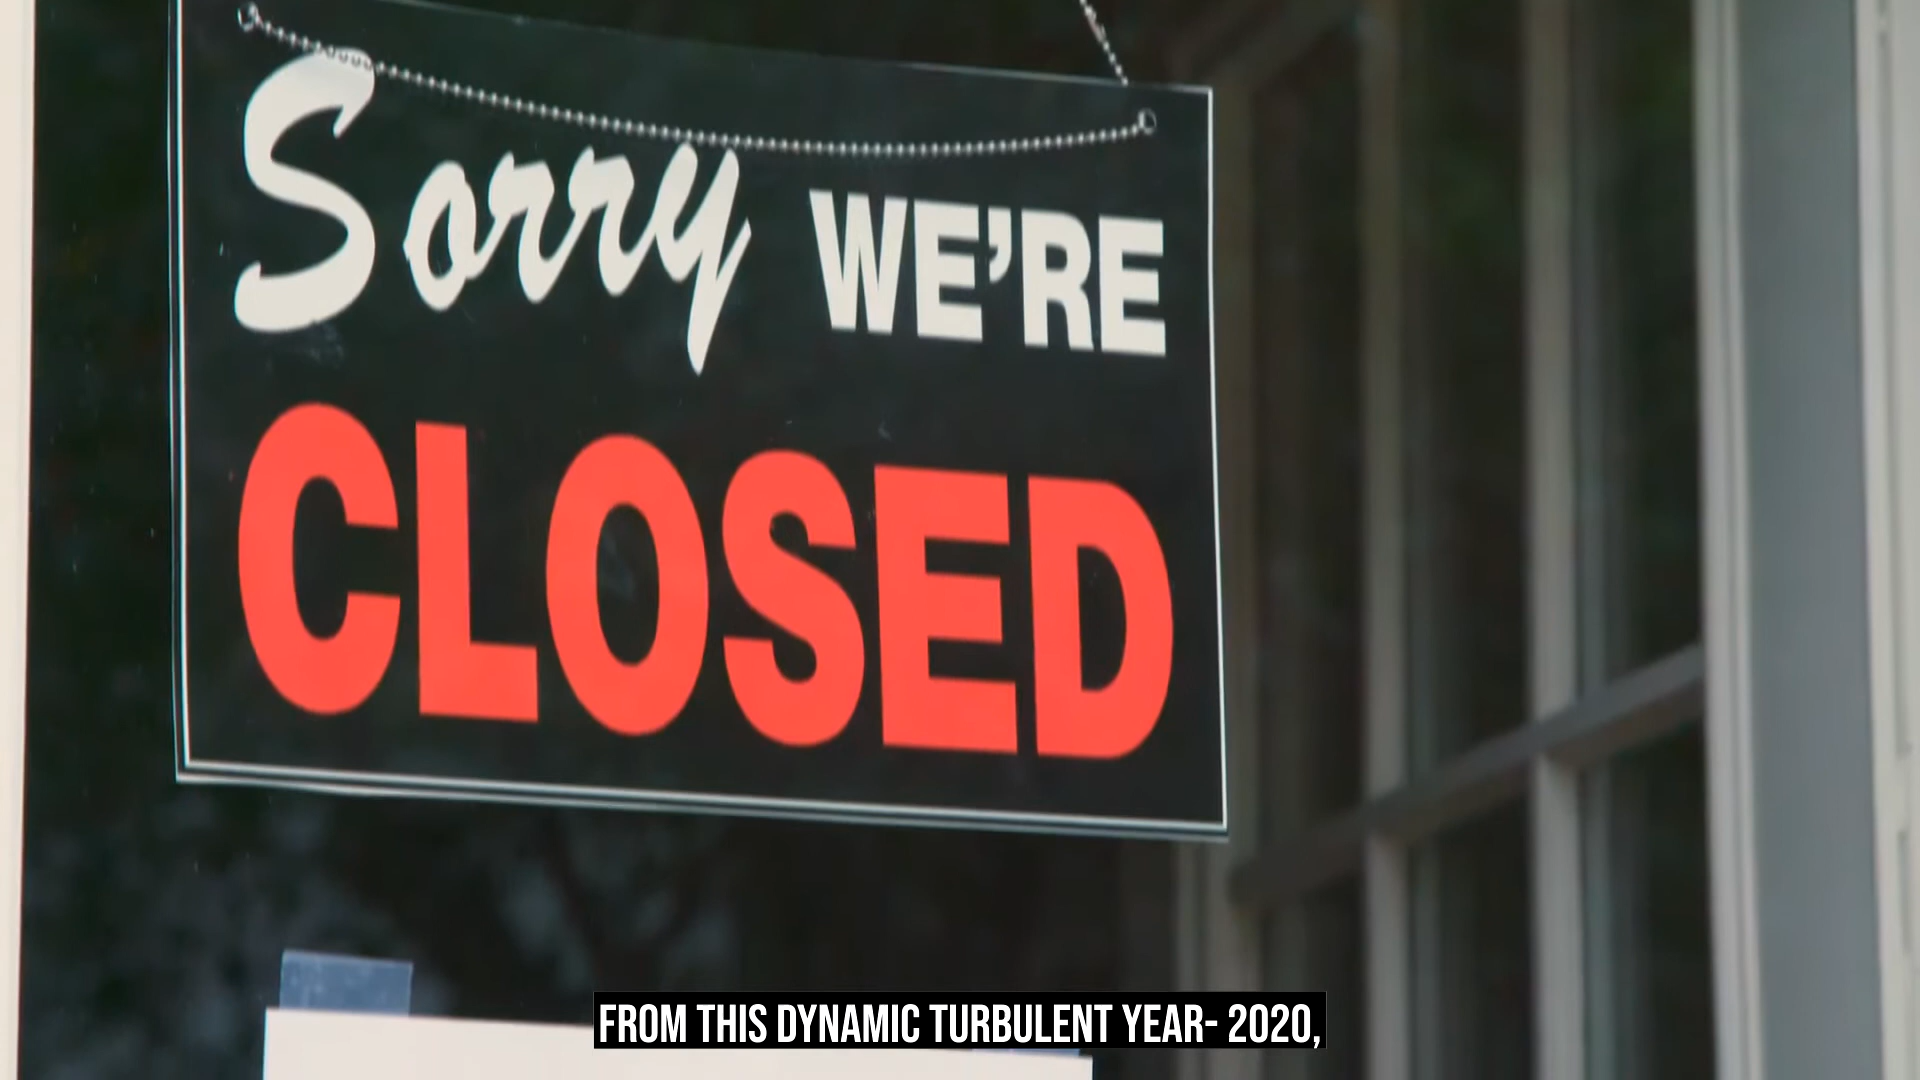 Sorry WE'RE
CLOSED
FROM THIS DYNAMIC TURBULENT YEAR- 2020,